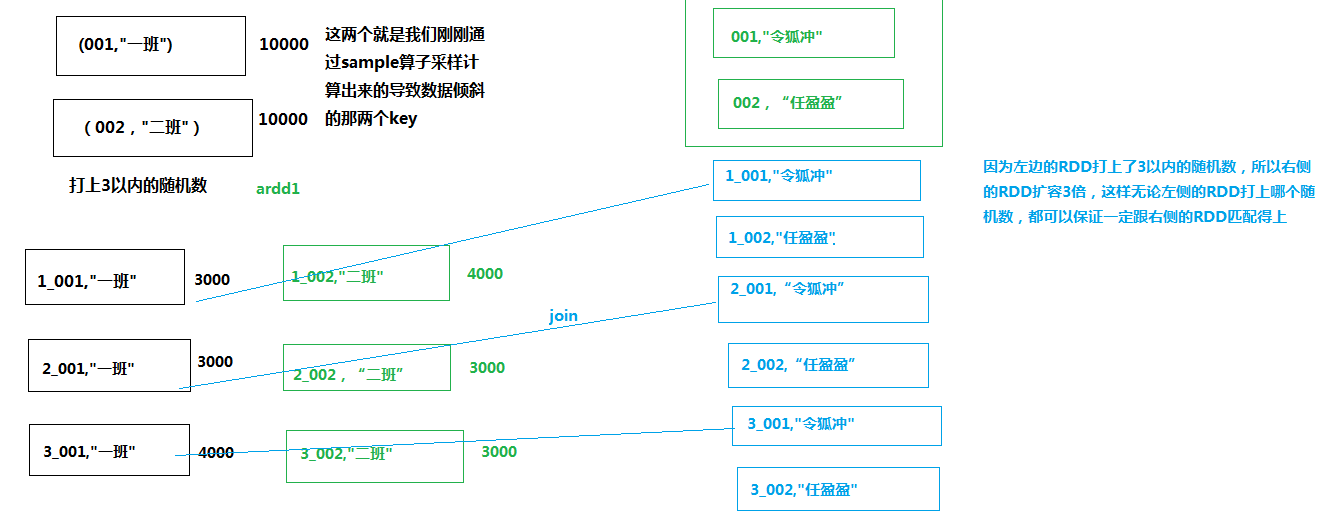 (001,"一班")
10000
这两个就是我们刚刚通
过sample算子采样计
算出来的导致数据倾斜
的那两个key
（002，"二班"）
10000
001,"令狐冲"
002，“任盈盈”
打上3以内的随机数
ardd1
因为左边的RDD打上了3以内的随机数，所以右侧
的RDD扩容3倍，这样无论左侧的RDD打上哪个随
机数，都可以保证一定跟右侧的RDD匹配得上
1_001,"一班"
3000
1_002,"二班"
4000
1_001,"令狐冲"
1_002,"任盈盈"
join
2_001,"一班"
3000
2_002，“二班”
3000
2_001,“令狐冲”
2_002,“任盈盈”
3_001,"一班"
4000
3_002,"二班"
3000
3_001,"令狐冲"
3_002,"任盈盈"